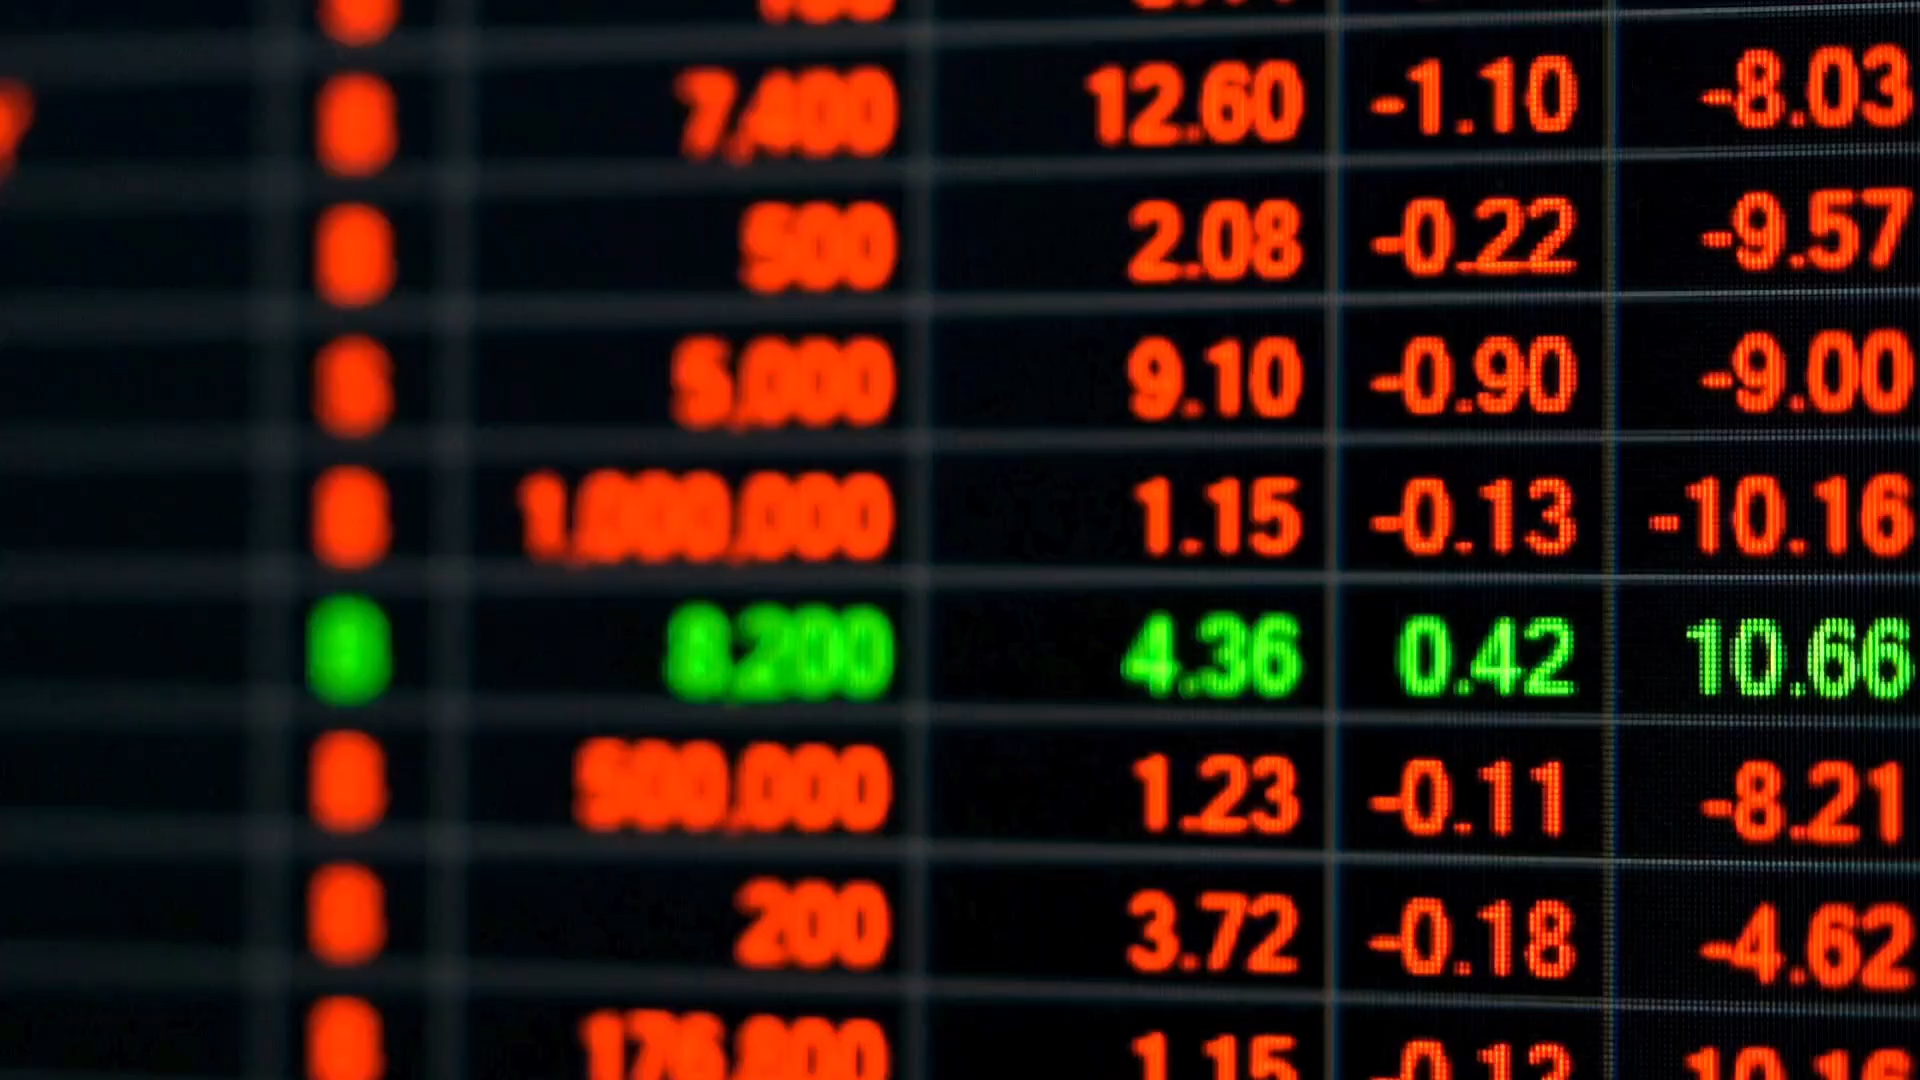 7,400 12.60 -1.10 -8.03
500 2.08 -0.22 -9.57
5,000 9.10 -0.90 -9.00
1,000,000 1.15 -0.13 -10.16
8,200 4.36 0.42 10.66
500,000 1.23 -0.11 -8.21
200 3.72 -0.18 -4.62
1.15 -0.13 -10.16